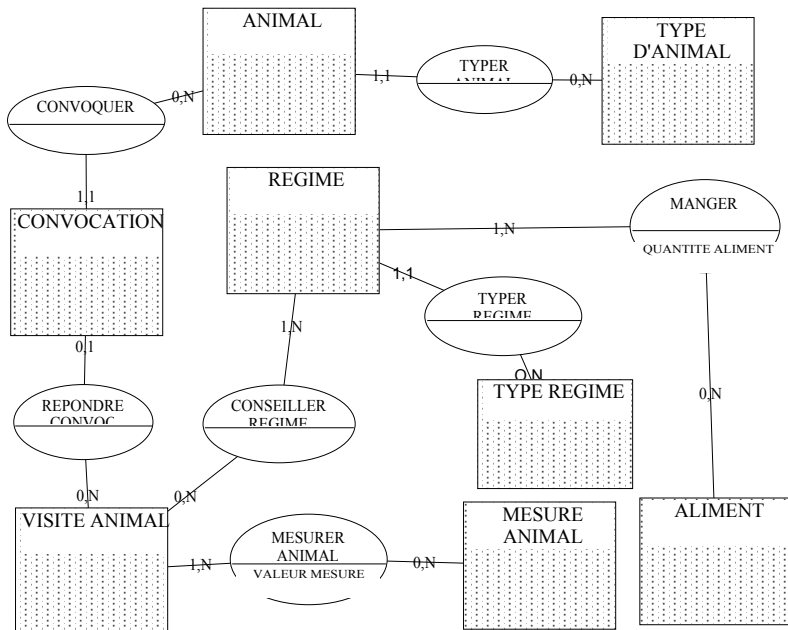 ANIMAL
TYPE
D'ANIMAL
TYPER
ANIMAL
1,1
0,N
0,N
CONVOQUER
1,1
REGIME
MANGER
QUANTITE ALIMENT
1,N
CONVOCATION
1,1
TYPER
REGIME
1,N
0,1
O,N
TYPE REGIME
0,N
REPONDRE
CONVOC
CONSEILLER
REGIME
0,N
0,N
VISITE ANIMAL
MESURE
ANIMAL
ALIMENT
MESURER
ANIMAL
VALEUR MESURE
1,N
0,N